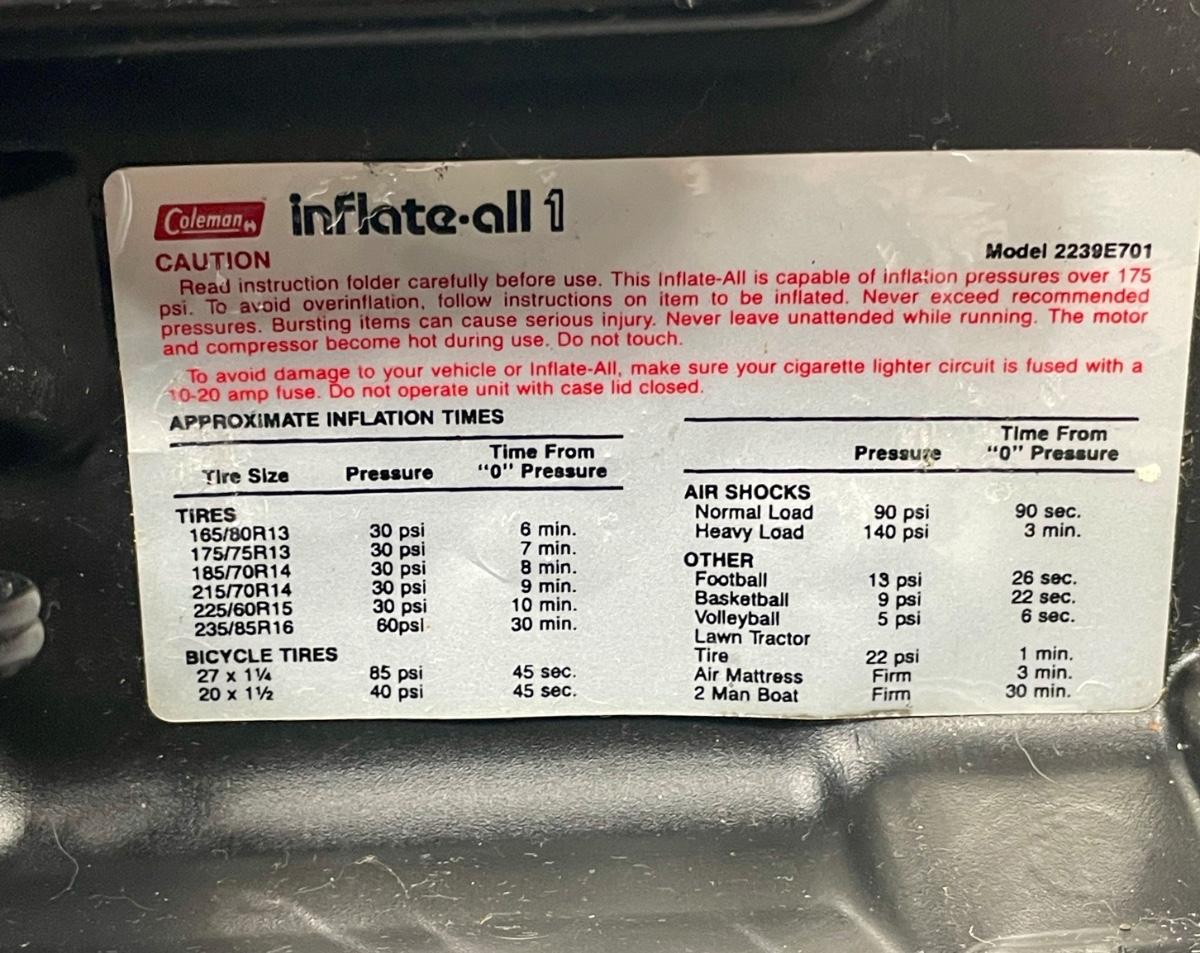 Coleman inflate-all 1
Model 2239E701
CAUTION
Read instruction folder carefully before use. This Inflate-All is capable of inflation pressures over 175
psi. To avoid overinflation, follow instructions on item to be inflated. Never exceed recommended
pressures. Bursting items can cause serious injury. Never leave unattended while running. The motor
and compressor become hot during use. Do not touch.
To avoid damage to your vehicle or Inflate-All, make sure your cigarette lighter circuit is fused with a
10-20 amp fuse. Do not operate unit with case lid closed.
APPROXIMATE INFLATION TIMES
Time From
Tire Size Pressure "0" Pressure
TIRES
165/80R13 30 psi 6 min.
175/75R13 30 psi 7 min.
185/70R14 30 psi 8 min.
215/70R14 30 psi 9 min.
225/60R15 30 psi 10 min.
235/85R16 60psi 30 min.
BICYCLE TIRES
27 x 1¼ 85 psi 45 sec.
20 x 1½ 40 psi 45 sec.
Time From
Pressure "0" Pressure
AIR SHOCKS
Normal Load 90 psi 90 sec.
Heavy Load 140 psi 3 min.
OTHER
Football 13 psi 26 sec.
Basketball 9 psi 22 sec.
Volleyball 5 psi 6 sec.
Lawn Tractor
Tire 22 psi 1 min.
Air Mattress Firm 3 min.
2 Man Boat Firm 30 min.